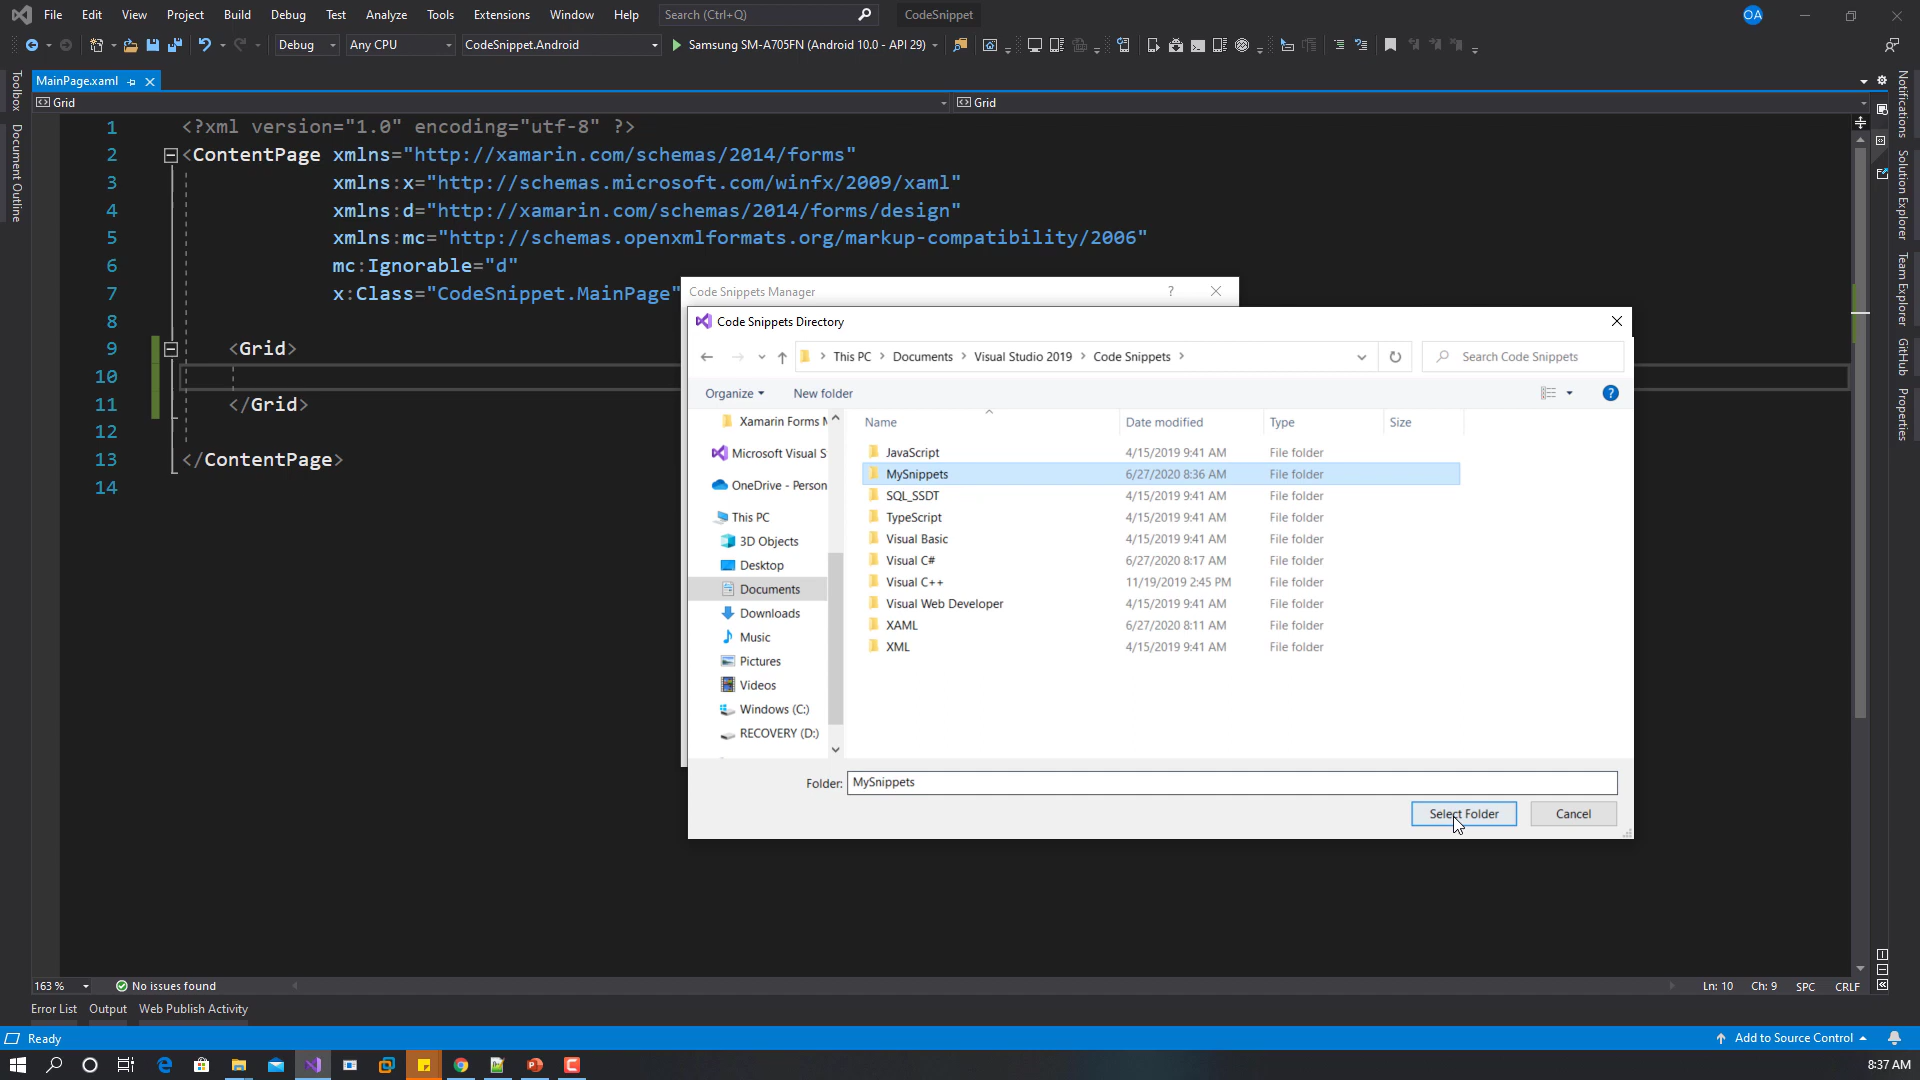 File Edit View Project Build Debug Test Analyze Tools Extensions Window Help Search (Ctrl+Q) CodeSnippet OA
Debug Any CPU CodeSnippet.Android Samsung SM-A705FN (Android 10.0 - API 29)
MainPage.xaml
Grid Grid
Toolbox
Document Outline
Notifications
Solution Explorer
Team Explorer
GitHub
Properties
1 <?xml version="1.0" encoding="utf-8" ?>
2 <ContentPage xmlns="http://xamarin.com/schemas/2014/forms"
3 xmlns:x="http://schemas.microsoft.com/winfx/2009/xaml"
4 xmlns:d="http://xamarin.com/schemas/2014/forms/design"
5 xmlns:mc="http://schemas.openxmlformats.org/markup-compatibility/2006"
6 mc:Ignorable="d"
7 x:Class="CodeSnippet.MainPage"
8
9 <Grid>
10
11 </Grid>
12
13 </ContentPage>
14
Code Snippets Manager ?
Code Snippets Directory
This PC Documents Visual Studio 2019 Code Snippets Search Code Snippets
Organize New folder ?
Xamarin Forms
Microsoft Visual S
OneDrive - Person
This PC
3D Objects
Desktop
Documents
Downloads
Music
Pictures
Videos
Windows (C:)
RECOVERY (D:)
Name Date modified Type Size
JavaScript 4/15/2019 9:41 AM File folder
MySnippets 6/27/2020 8:36 AM File folder
SQL_SSDT 4/15/2019 9:41 AM File folder
TypeScript 4/15/2019 9:41 AM File folder
Visual Basic 4/15/2019 9:41 AM File folder
Visual C# 6/27/2020 8:17 AM File folder
Visual C++ 11/19/2019 2:45 PM File folder
Visual Web Developer 4/15/2019 9:41 AM File folder
XAML 6/27/2020 8:11 AM File folder
XML 4/15/2019 9:41 AM File folder
Folder: MySnippets
Select Folder Cancel
163 % No issues found Ln: 10 Ch: 9 SPC CRLF
Error List Output Web Publish Activity
Ready Add to Source Control
8:37 AM